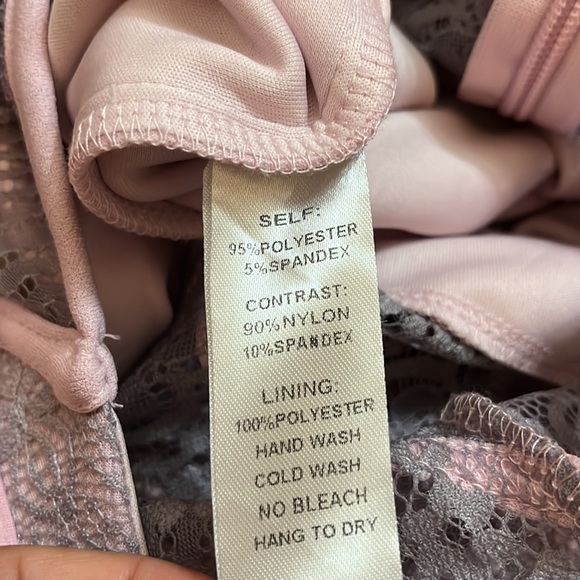 SELF:
95%POLYESTER
5%SPANDEX
CONTRAST:
90%NYLON
10%SPANDEX
LINING:
100%POLYESTER
HAND WASH
COLD WASH
NO BLEACH
HANG TO DRY